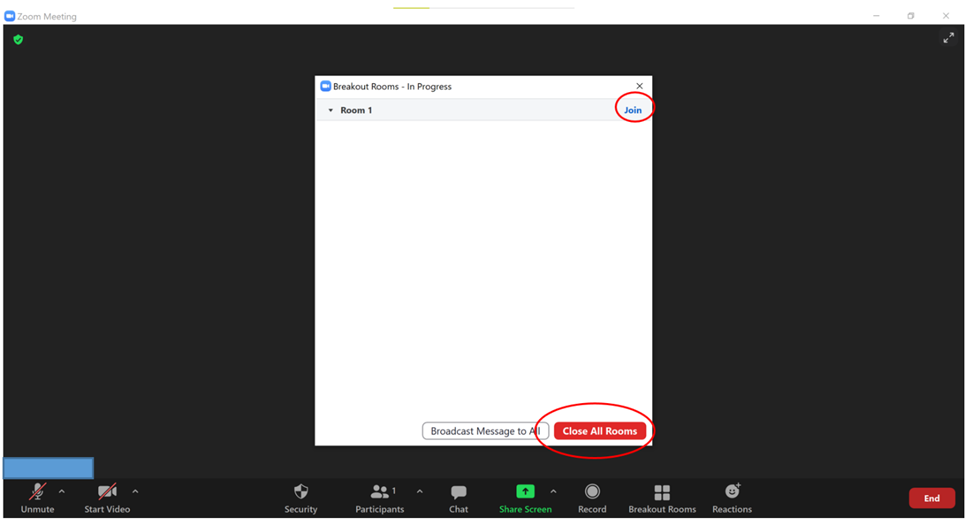 Zoom Meeting
Breakout Rooms - In Progress
Room 1 Join
Broadcast Message to All Close All Rooms
1
Unmute Start Video Security Participants Chat Share Screen Record Breakout Rooms Reactions End